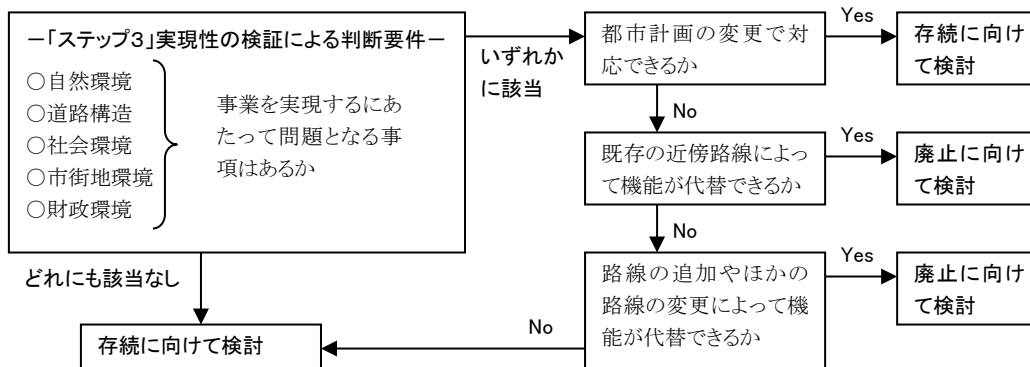 －「ステップ３」実現性の検証による判断要件－
○自然環境
○道路構造
○社会環境
○市街地環境
○財政環境
事業を実現するにあ
たって問題となる事
項はあるか
いずれか
に該当
都市計画の変更で対
応できるか
Yes
存続に向け
て検討
No
既存の近傍路線によっ
て機能が代替できるか
Yes
廃止に向け
て検討
No
路線の追加やほかの
路線の変更によって機
能が代替できるか
Yes
廃止に向け
て検討
No
どれにも該当なし
存続に向けて検討